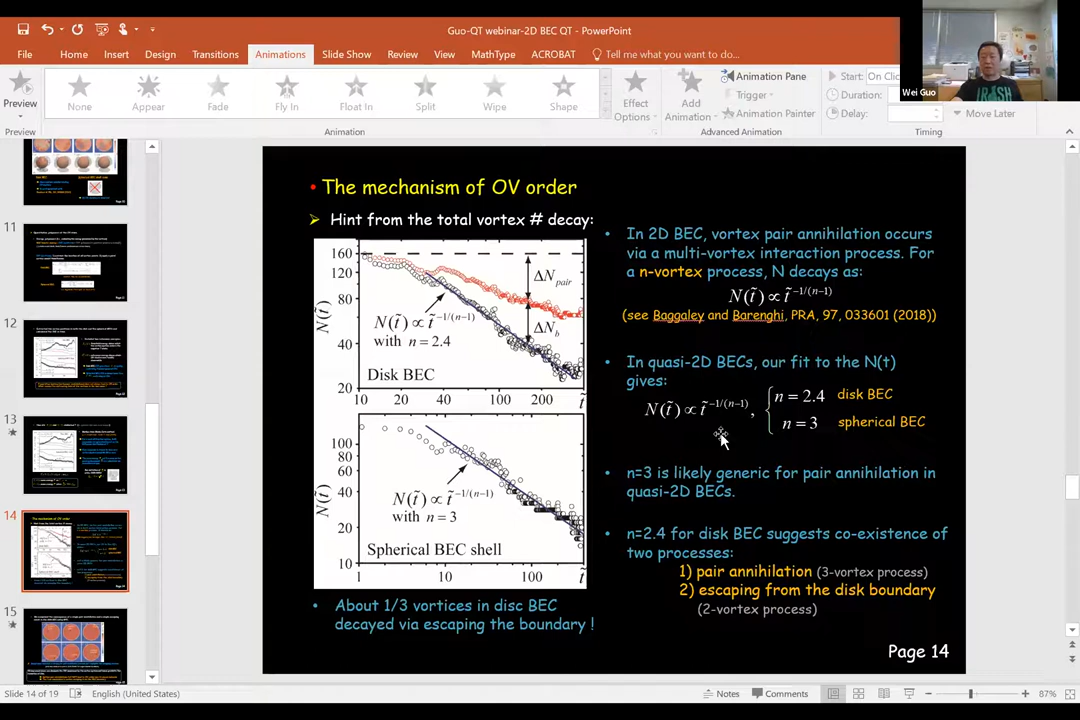 Guo-QT webinar-2D BEC QT - PowerPoint
File Home Insert Design Transitions Animations Slide Show Review View MathType ACROBAT Tell me what you want to do...
Preview
None Appear Fade Fly In Float In Split Wipe Shape
Effect Options
Add Animation
Animation Pane
Trigger
Animation Painter
Start: On Clic
Duration:
Delay:
Move Later
Preview Animation Advanced Animation Timing
Wei Guo
11
12
13
14
15
• The mechanism of OV order
➢ Hint from the total vortex # decay:
160
120
80
40
20
N(t̃)
ΔN_pair
ΔN_b
N(t̃) ∝ t̃^−1/(n−1)
with n = 2.4
Disk BEC
10 20 40 100 200 t̃
100
80
60
40
20
10
N(t̃)
N(t̃) ∝ t̃^−1/(n−1)
with n = 3
Spherical BEC shell
1 10 100 t̃
• About 1/3 vortices in disc BEC
decayed via escaping the boundary !
• In 2D BEC, vortex pair annihilation occurs
via a multi-vortex interaction process. For
a n-vortex process, N decays as:
N(t̃) ∝ t̃^−1/(n−1)
(see Baggaley and Barenghi, PRA, 97, 033601 (2018))
• In quasi-2D BECs, our fit to the N(t)
gives:
N(t̃) ∝ t̃^−1/(n−1), { n = 2.4 disk BEC
n = 3 spherical BEC
• n=3 is likely generic for pair annihilation in
quasi-2D BECs.
• n=2.4 for disk BEC suggests co-existence of
two processes:
1) pair annihilation (3-vortex process)
2) escaping from the disk boundary
(2-vortex process)
Page 14
Slide 14 of 19 English (United States) Notes Comments 87%